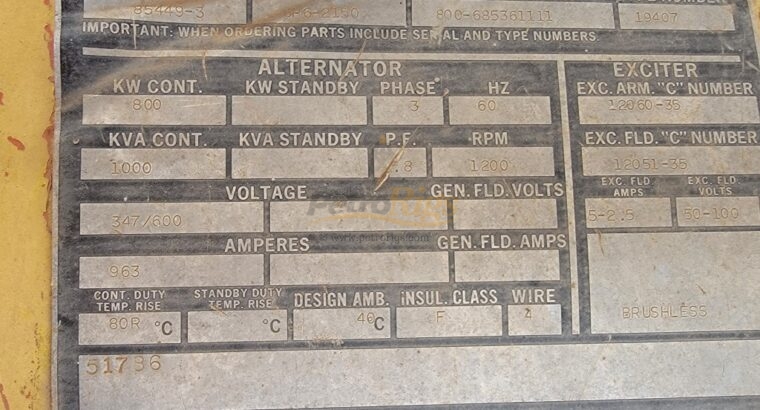 85449-3 800-685361111 19407
IMPORTANT: WHEN ORDERING PARTS INCLUDE SERIAL AND TYPE NUMBERS.
ALTERNATOR EXCITER
KW CONT. KW STANDBY PHASE HZ EXC. ARM. "C" NUMBER
800 3 60 12060-35
KVA CONT. KVA STANDBY P.F. RPM EXC. FLD. "C" NUMBER
1000 .8 1200 12051-35
VOLTAGE GEN. FLD. VOLTS EXC. FLD. AMPS EXC. FLD. VOLTS
347/600 5-2.5 50-100
AMPERES GEN. FLD. AMPS
963
CONT. DUTY TEMP. RISE STANDBY DUTY TEMP. RISE DESIGN AMB. INSUL. CLASS WIRE
80R °C °C 40C F 4 BRUSHLESS
51736